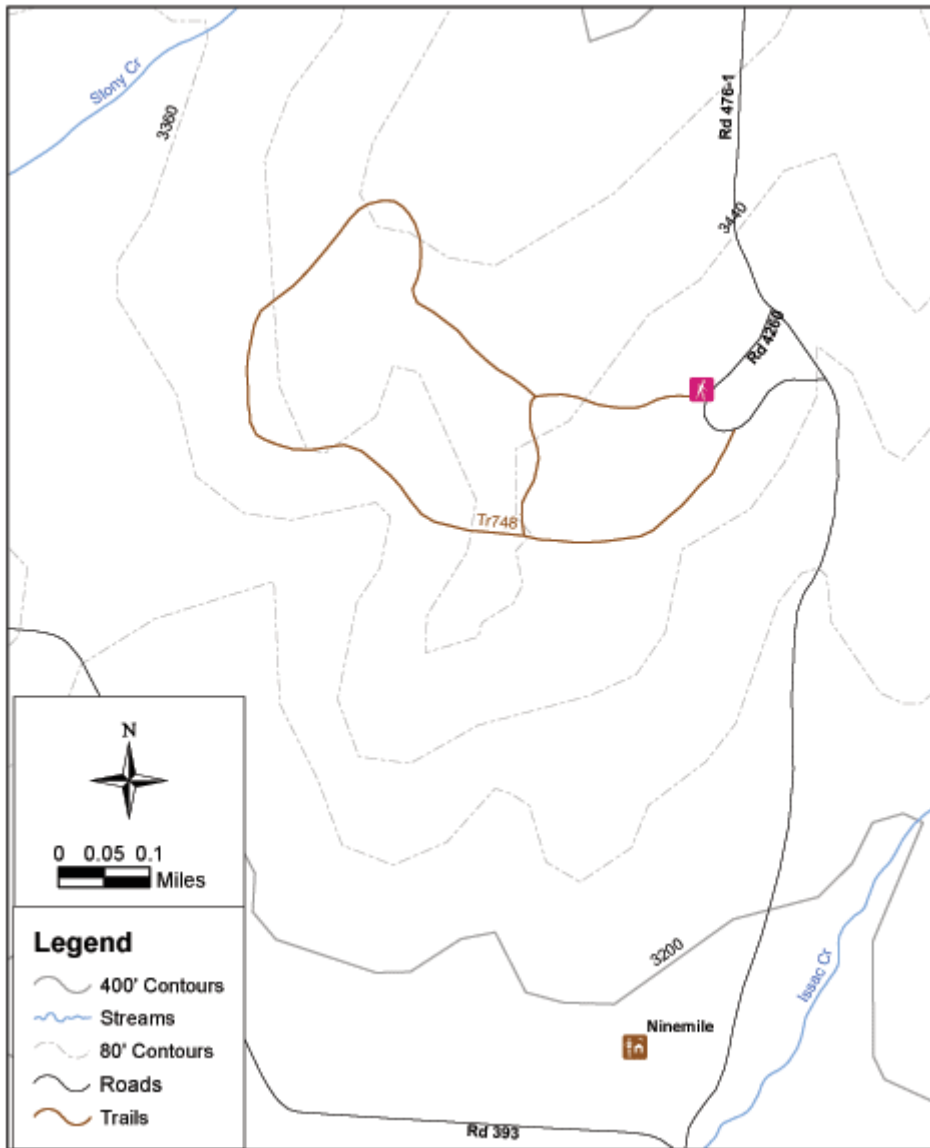 Stony Cr
3360
Rd 476-1
3440
Rd 4260
Tr748
N
0 0.05 0.1
Miles
Legend
400' Contours
Streams
80' Contours
Roads
Trails
3200
Issac Cr
Ninemile
Rd 393